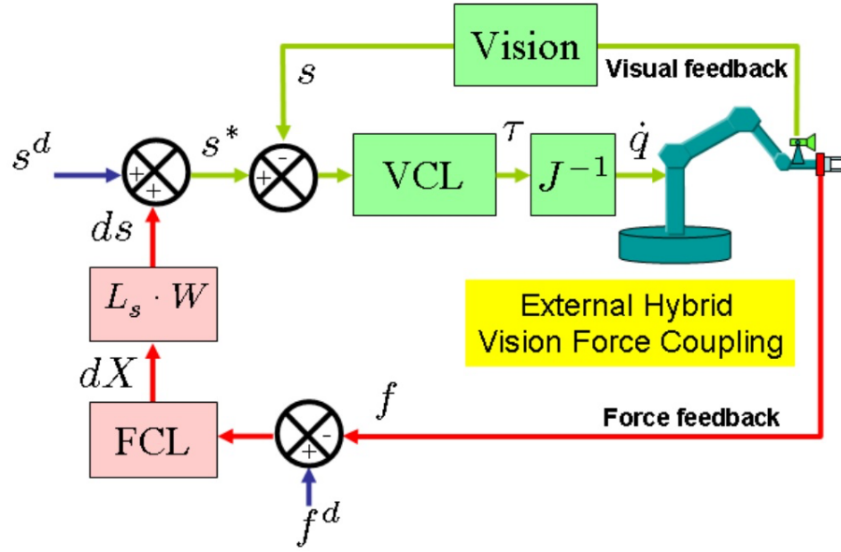 Vision
Visual feedback
s
s^d
s*
+
+
-
+
VCL
τ
J^{-1}
q̇
ds
L_s · W
External Hybrid
Vision Force Coupling
dX
f
Force feedback
FCL
-
+
f^d